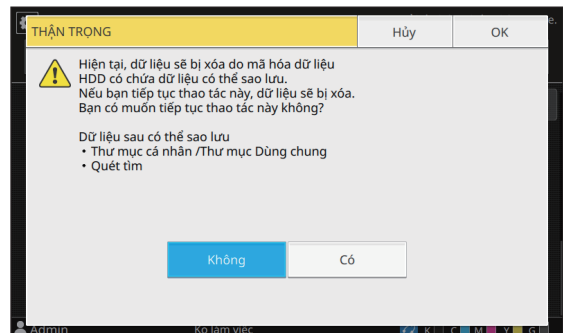 THẬN TRỌNG
Hủy
OK
Hiện tại, dữ liệu sẽ bị xóa do mã hóa dữ liệu
HDD có chứa dữ liệu có thể sao lưu.
Nếu bạn tiếp tục thao tác này, dữ liệu sẽ bị xóa.
Bạn có muốn tiếp tục thao tác này không?
Dữ liệu sau có thể sao lưu
• Thư mục cá nhân /Thư mục Dùng chung
• Quét tìm
Không
Có
Admin
Ko làm việc
K C M Y G